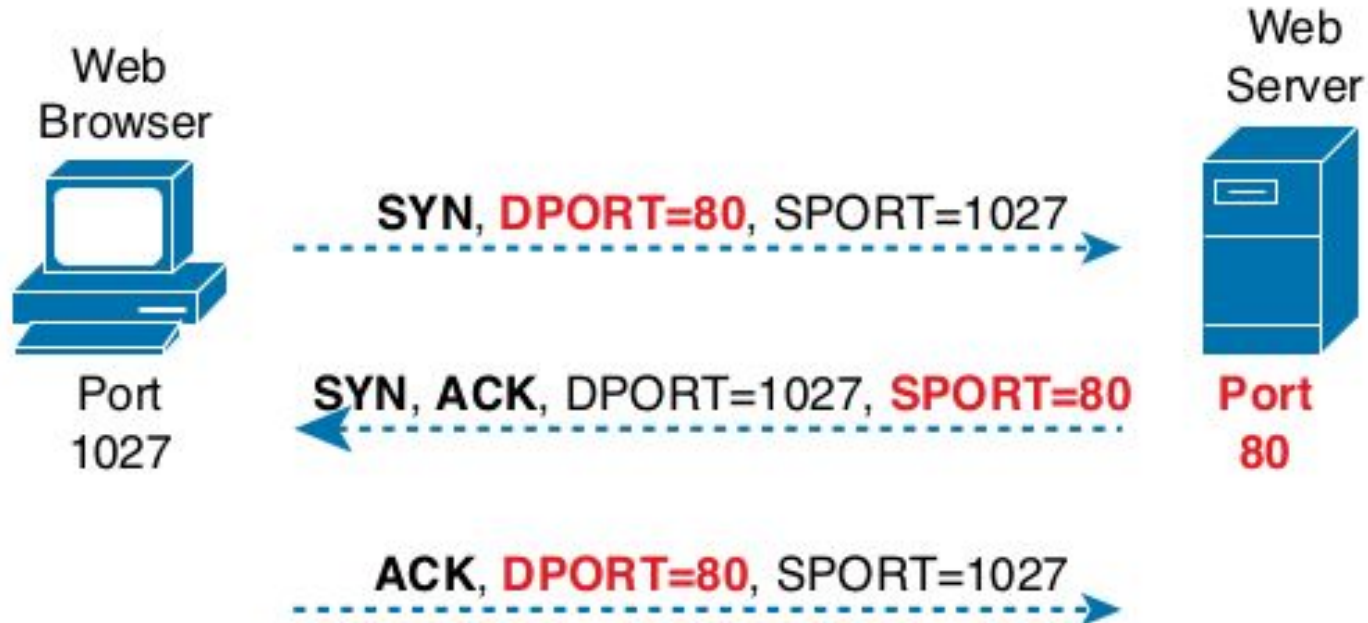 Web
Browser
Web
Server
SYN, DPORT=80, SPORT=1027
SYN, ACK, DPORT=1027, SPORT=80
Port
1027
Port
80
ACK, DPORT=80, SPORT=1027